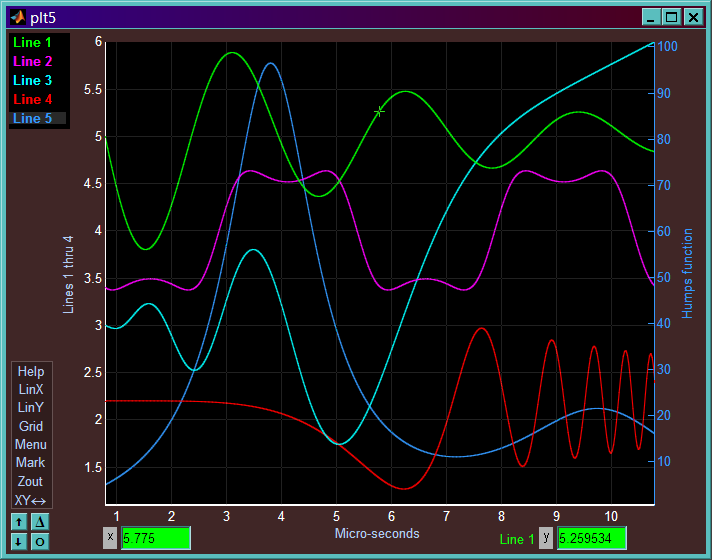 plt5
Line 1
Line 2
Line 3
Line 4
Line 5
6
5.5
5
4.5
4
3.5
3
2.5
2
1.5
Lines 1 thru 4
100
90
80
70
60
50
40
30
20
10
Humps function
Help
LinX
LinY
Grid
Menu
Mark
Zout
XY↔
↑ Δ
↓ O
1 2 3 4 5 6 7 8 9 10
Micro-seconds
x 5.775
Line 1 y 5.259534